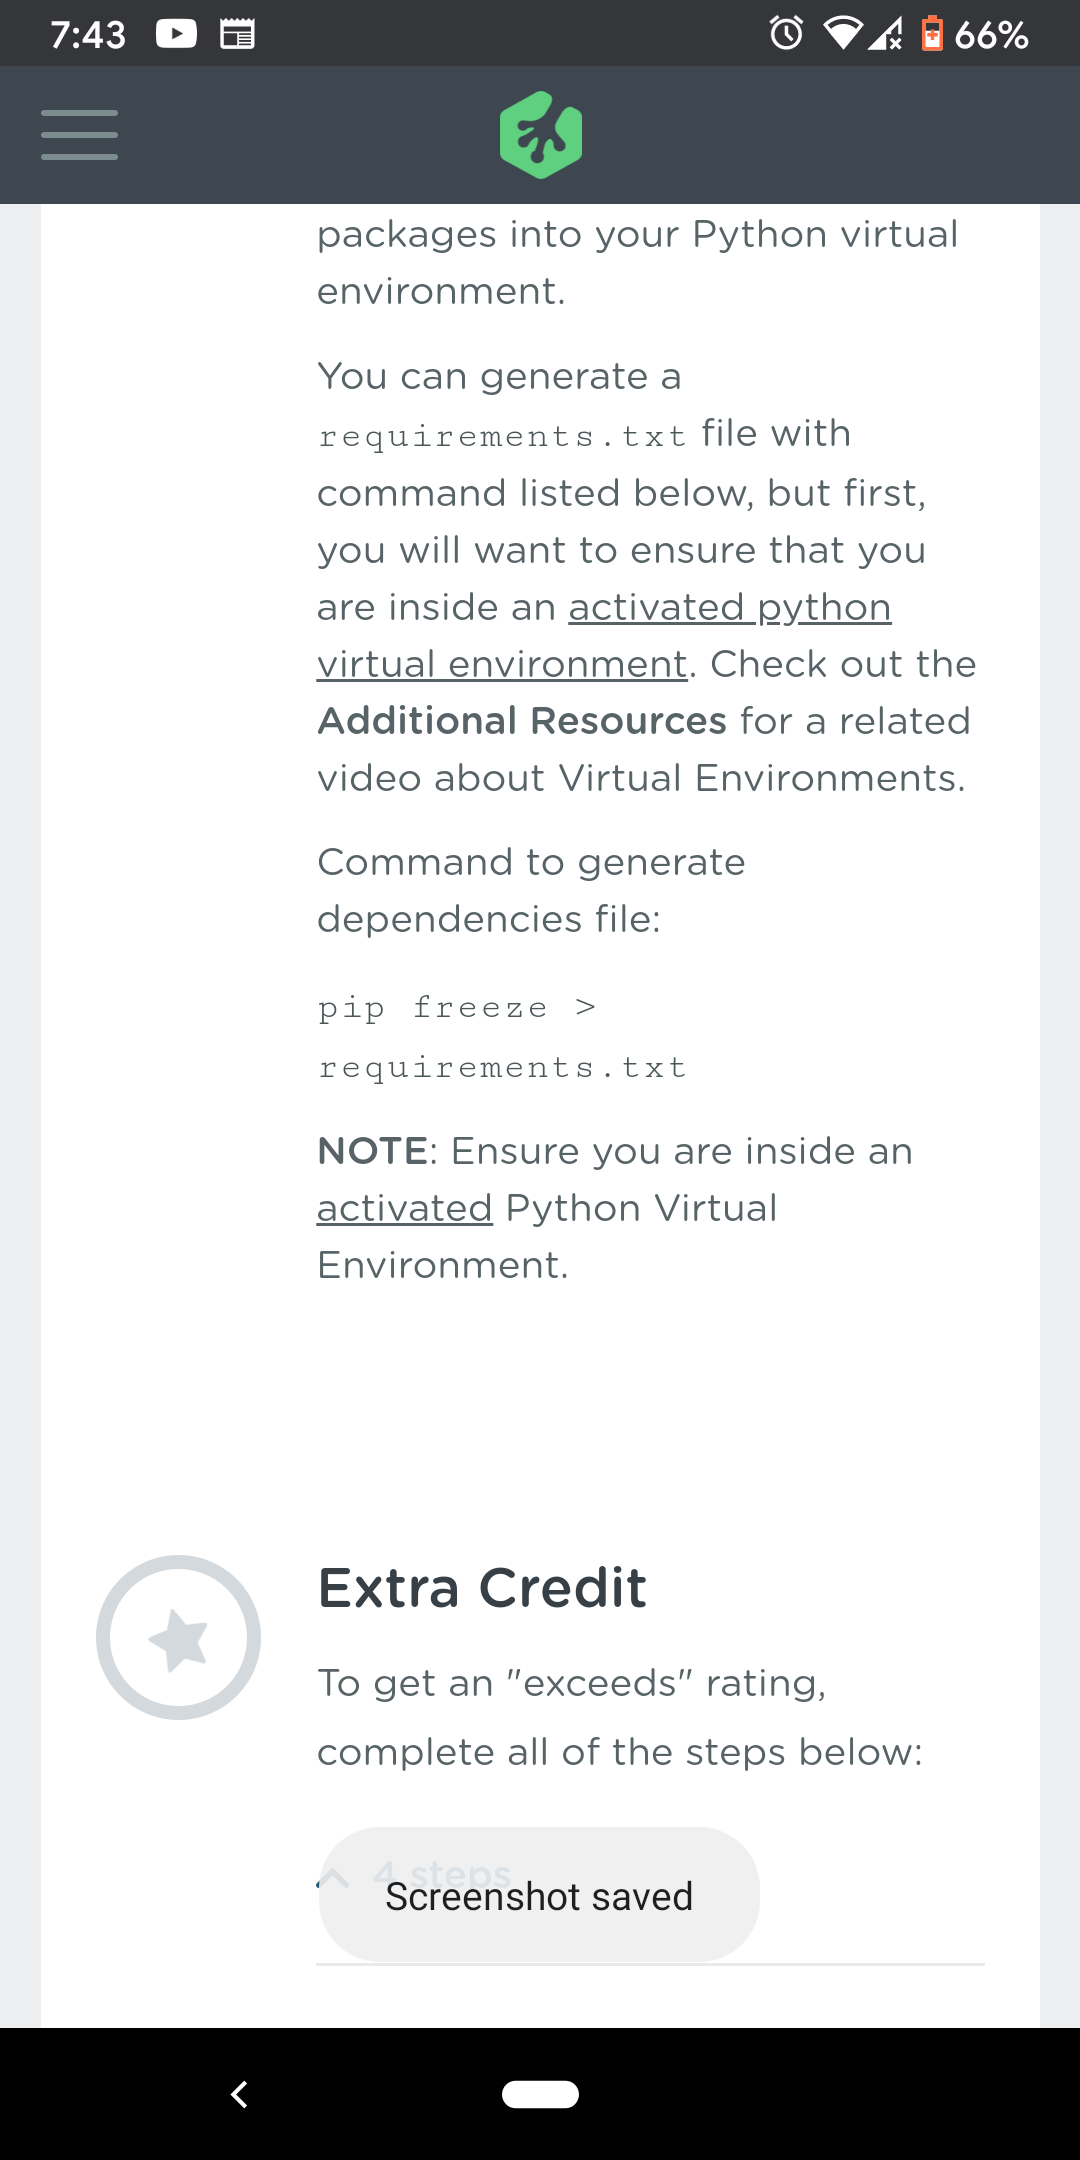 7:43
66%
packages into your Python virtual
environment.
You can generate a
requirements.txt file with
command listed below, but first,
you will want to ensure that you
are inside an activated python
virtual environment. Check out the
Additional Resources for a related
video about Virtual Environments.
Command to generate
dependencies file:
pip freeze >
requirements.txt
NOTE: Ensure you are inside an
activated Python Virtual
Environment.
Extra Credit
To get an "exceeds" rating,
complete all of the steps below:
4 steps
Screenshot saved